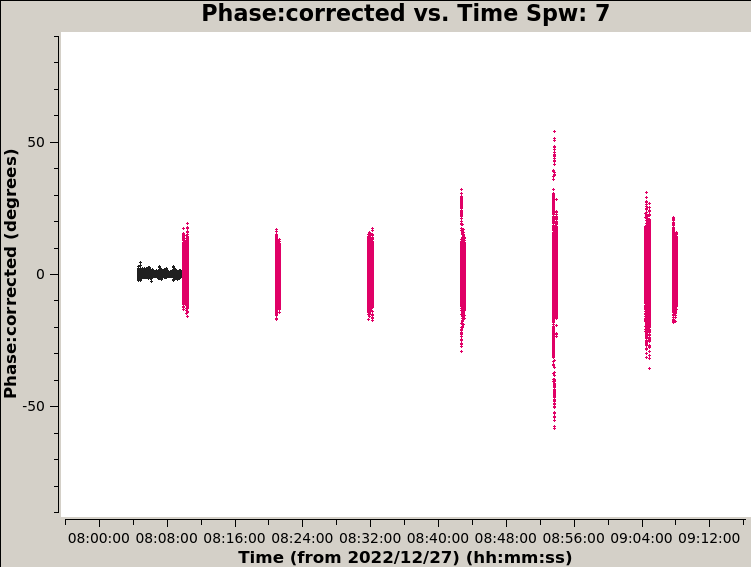 Phase:corrected vs. Time Spw: 7
Phase:corrected (degrees)
50
0
-50
08:00:00 08:08:00 08:16:00 08:24:00 08:32:00 08:40:00 08:48:00 08:56:00 09:04:00 09:12:00
Time (from 2022/12/27) (hh:mm:ss)